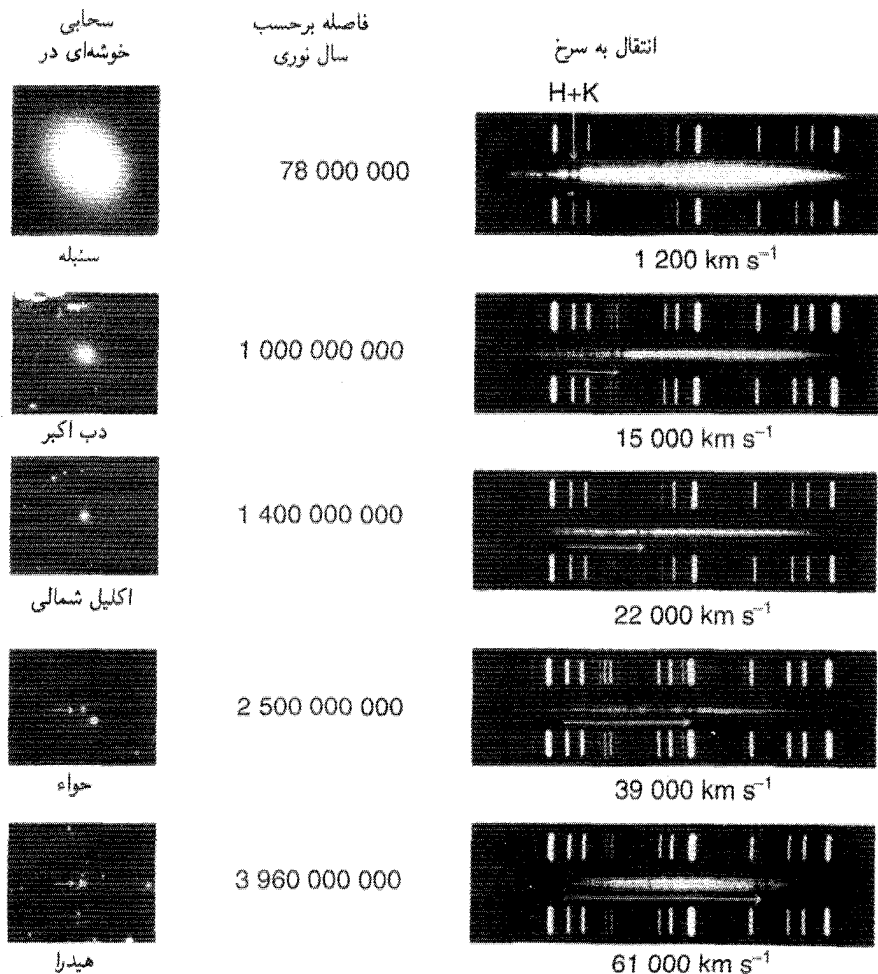 سحابی
خوشه‌ای در
فاصله برحسب
سال نوری
انتقال به سرخ
H+K
78 000 000
سنبله
1 200 km s⁻¹
1 000 000 000
دب اکبر
15 000 km s⁻¹
1 400 000 000
اکلیل شمالی
22 000 km s⁻¹
2 500 000 000
حواء
39 000 km s⁻¹
3 960 000 000
هیدرا
61 000 km s⁻¹